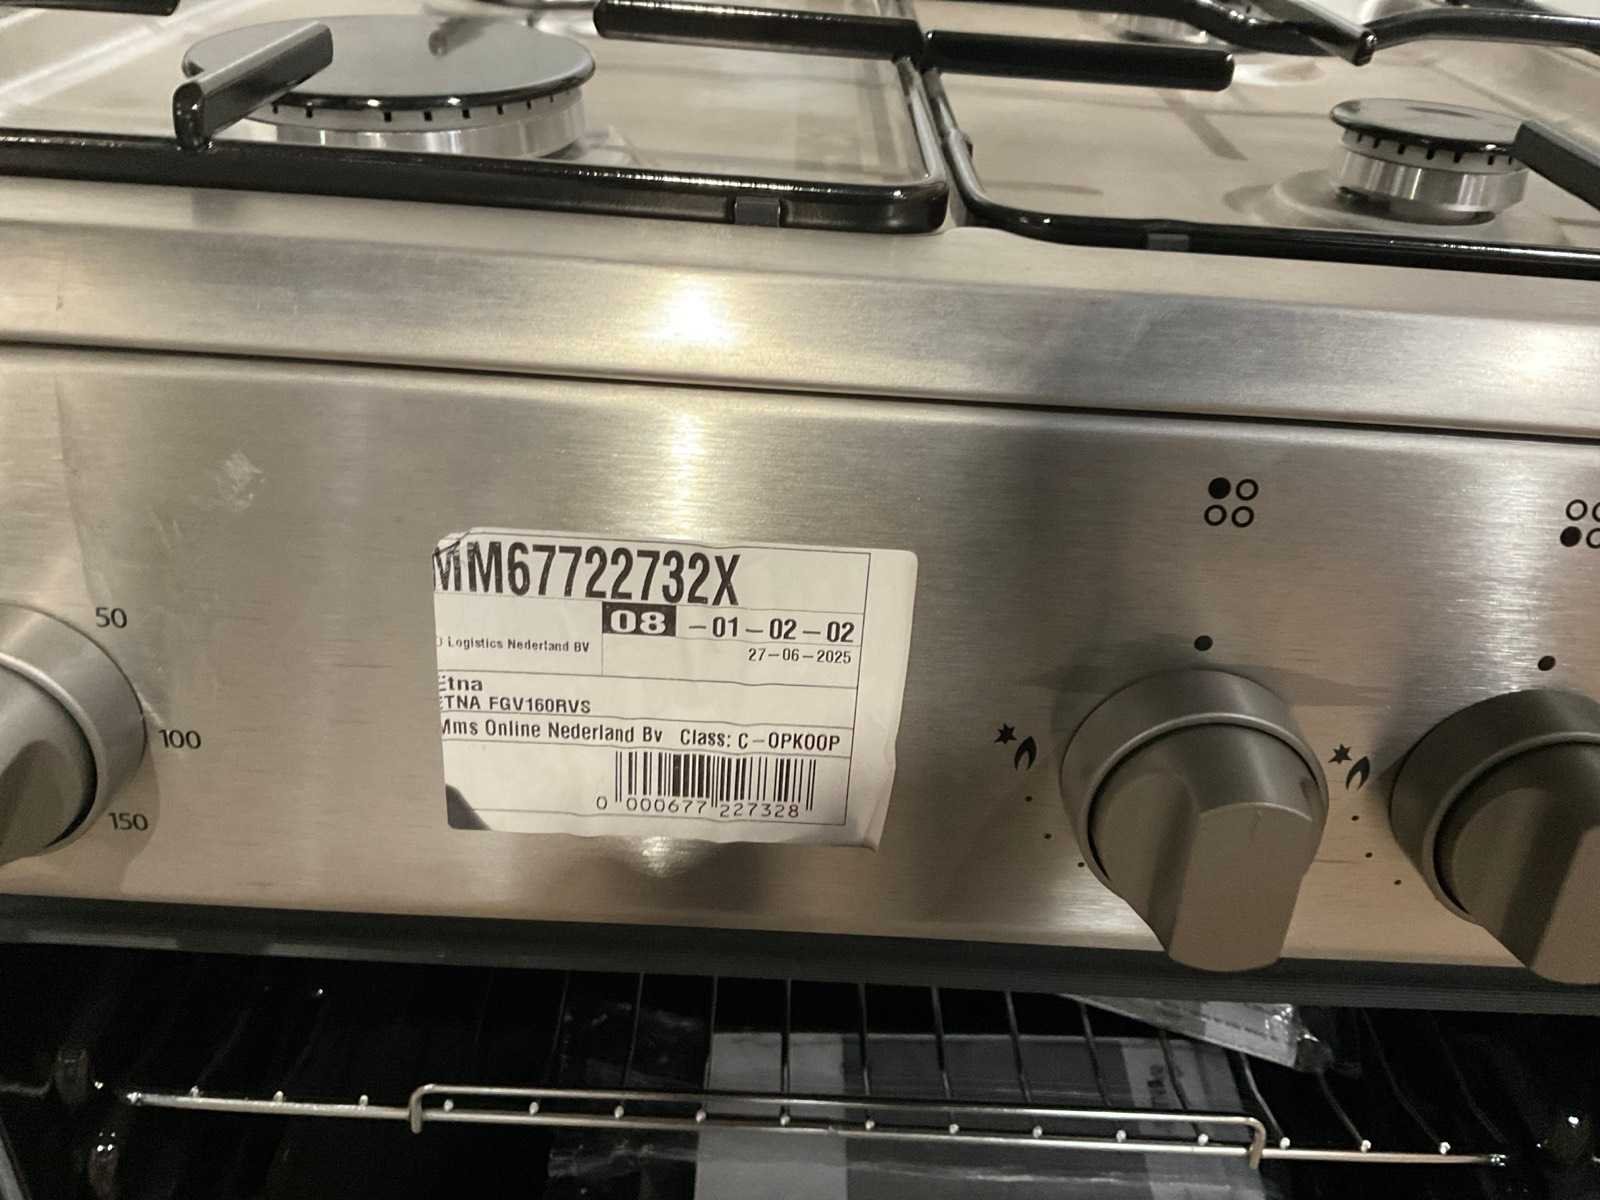 MM67722732X
08 -01-02-02
Logistics Nederland BV
27-06-2025
Etna
ETNA FGV160RVS
Mms Online Nederland Bv Class: C-OPKOOP
0 000677 227328
50
100
150